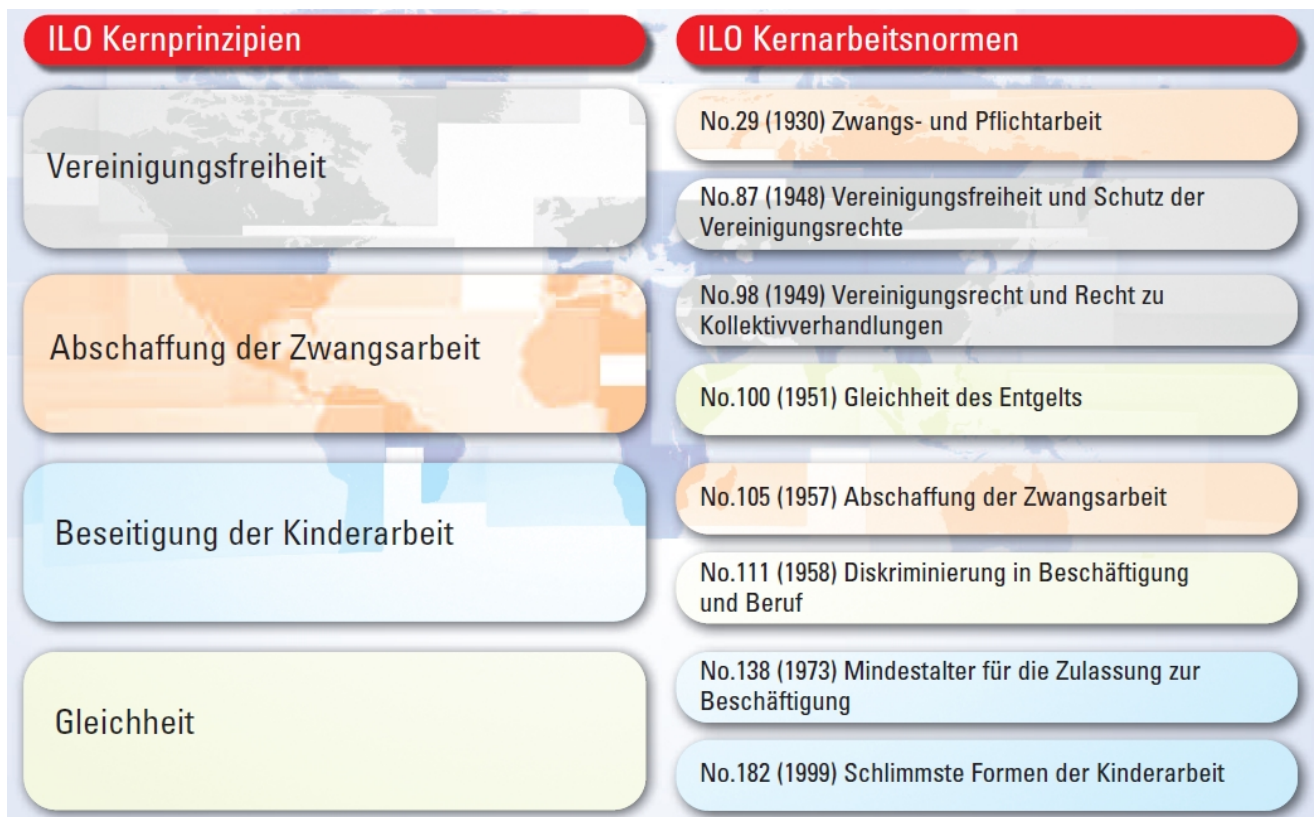 ILO Kernprinzipien
Vereinigungsfreiheit
Abschaffung der Zwangsarbeit
Beseitigung der Kinderarbeit
Gleichheit
ILO Kernarbeitsnormen
No.29 (1930) Zwangs- und Pflichtarbeit
No.87 (1948) Vereinigungsfreiheit und Schutz der
Vereinigungsrechte
No.98 (1949) Vereinigungsrecht und Recht zu
Kollektivverhandlungen
No.100 (1951) Gleichheit des Entgelts
No.105 (1957) Abschaffung der Zwangsarbeit
No.111 (1958) Diskriminierung in Beschäftigung
und Beruf
No.138 (1973) Mindestalter für die Zulassung zur
Beschäftigung
No.182 (1999) Schlimmste Formen der Kinderarbeit